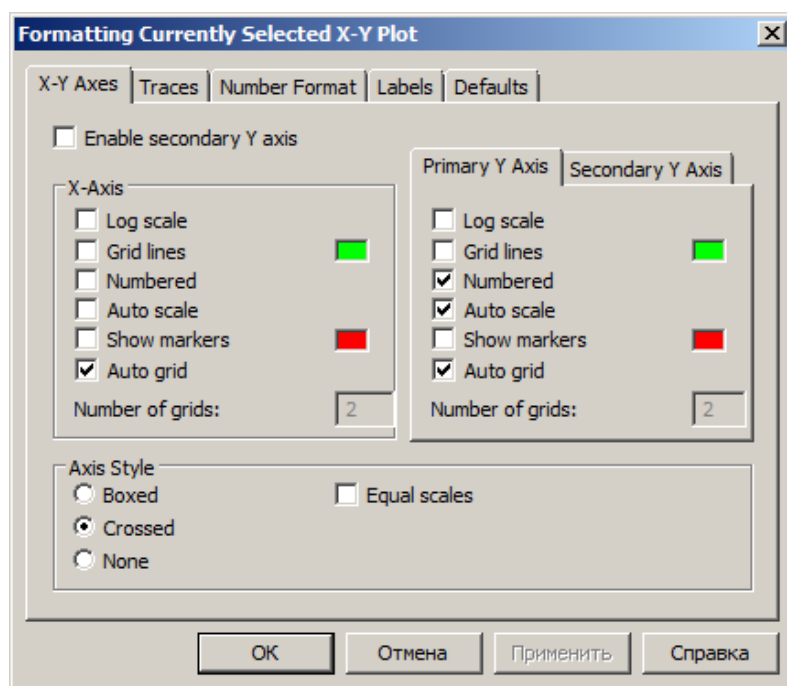 Formatting Currently Selected X-Y Plot
X-Y Axes Traces Number Format Labels Defaults
Enable secondary Y axis
Primary Y Axis Secondary Y Axis
X-Axis
Log scale
Grid lines
Numbered
Auto scale
Show markers
Auto grid
Number of grids: 2
Log scale
Grid lines
Numbered
Auto scale
Show markers
Auto grid
Number of grids: 2
Axis Style
Boxed
Equal scales
Crossed
None
OK Отмена Применить Справка